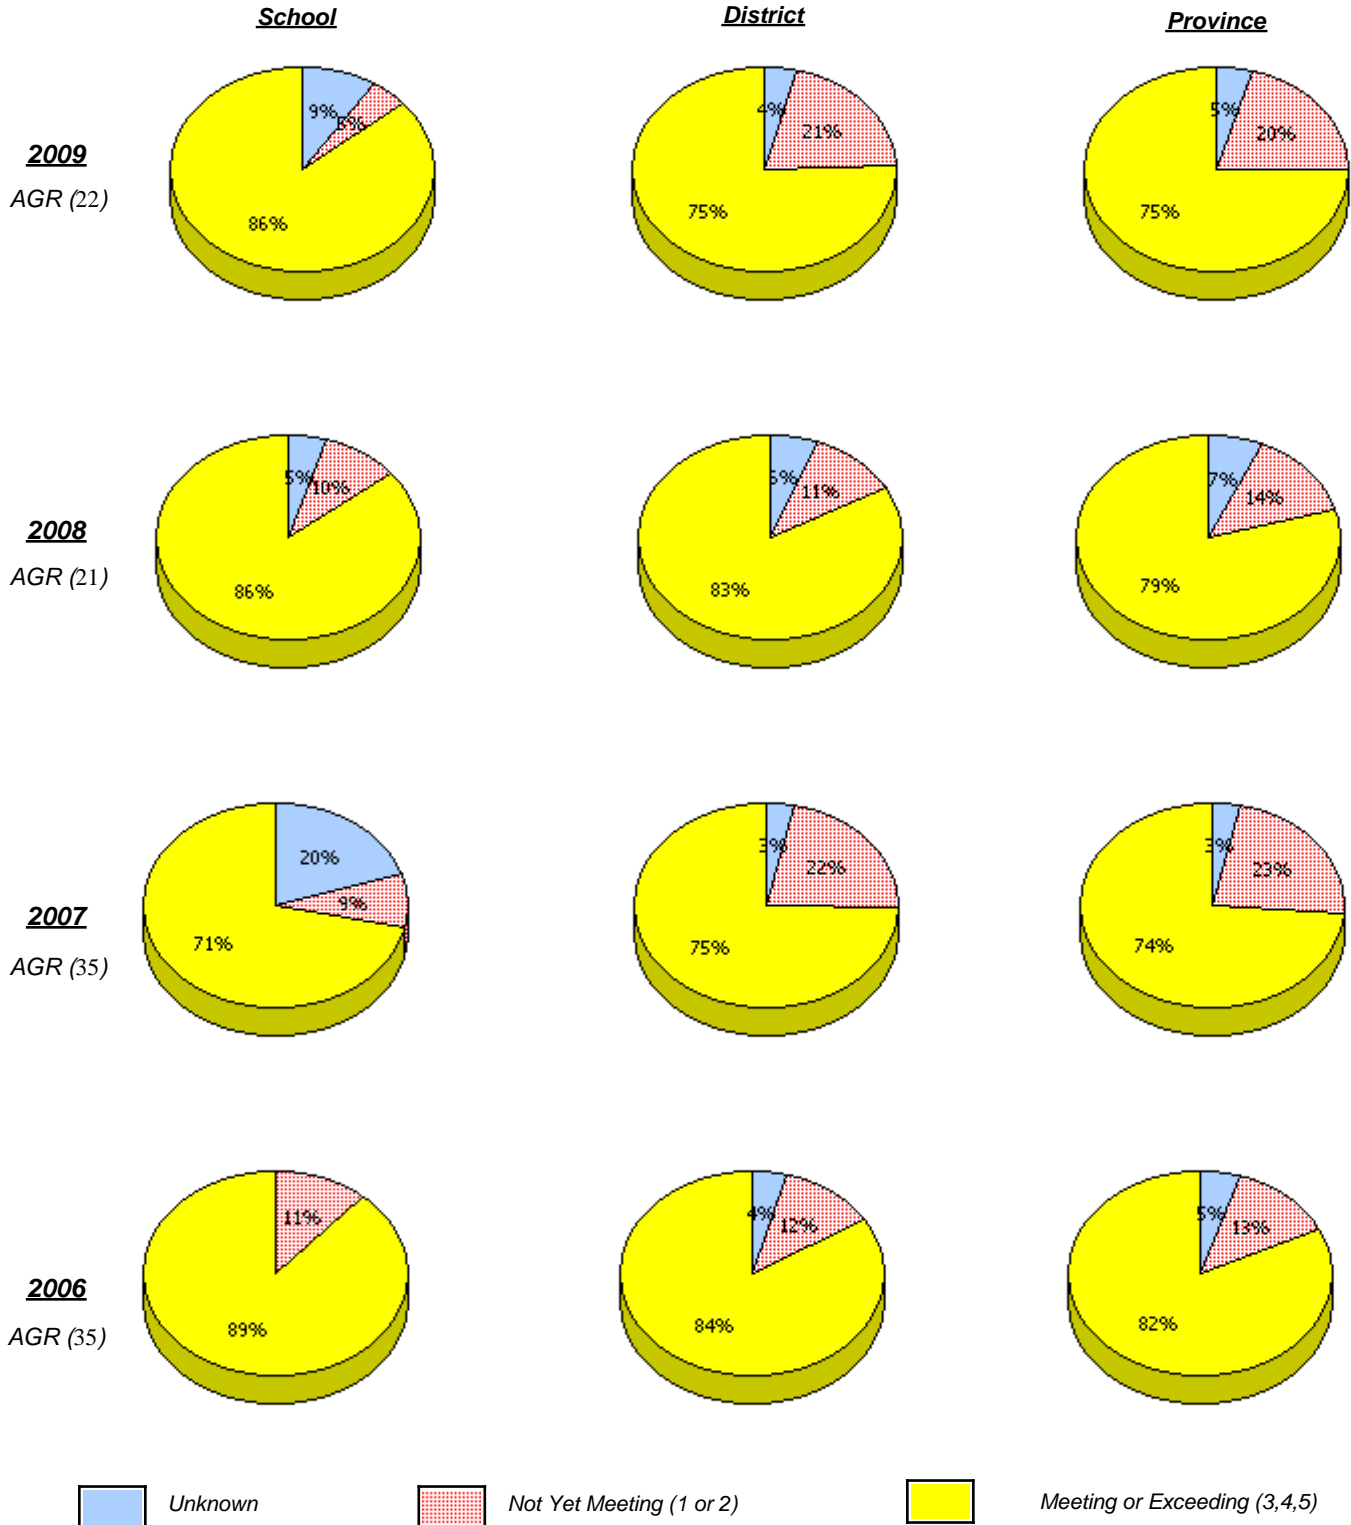 School District Province
2009
AGR (22)
9% 5% 86%
4% 21% 75%
5% 20% 75%
2008
AGR (21)
5% 10% 86%
11% 83%
7% 14% 79%
2007
AGR (35)
20% 9% 71%
3% 22% 75%
3% 23% 74%
2006
AGR (35)
11% 89%
4% 12% 84%
5% 13% 82%
Unknown Not Yet Meeting (1 or 2) Meeting or Exceeding (3,4,5)